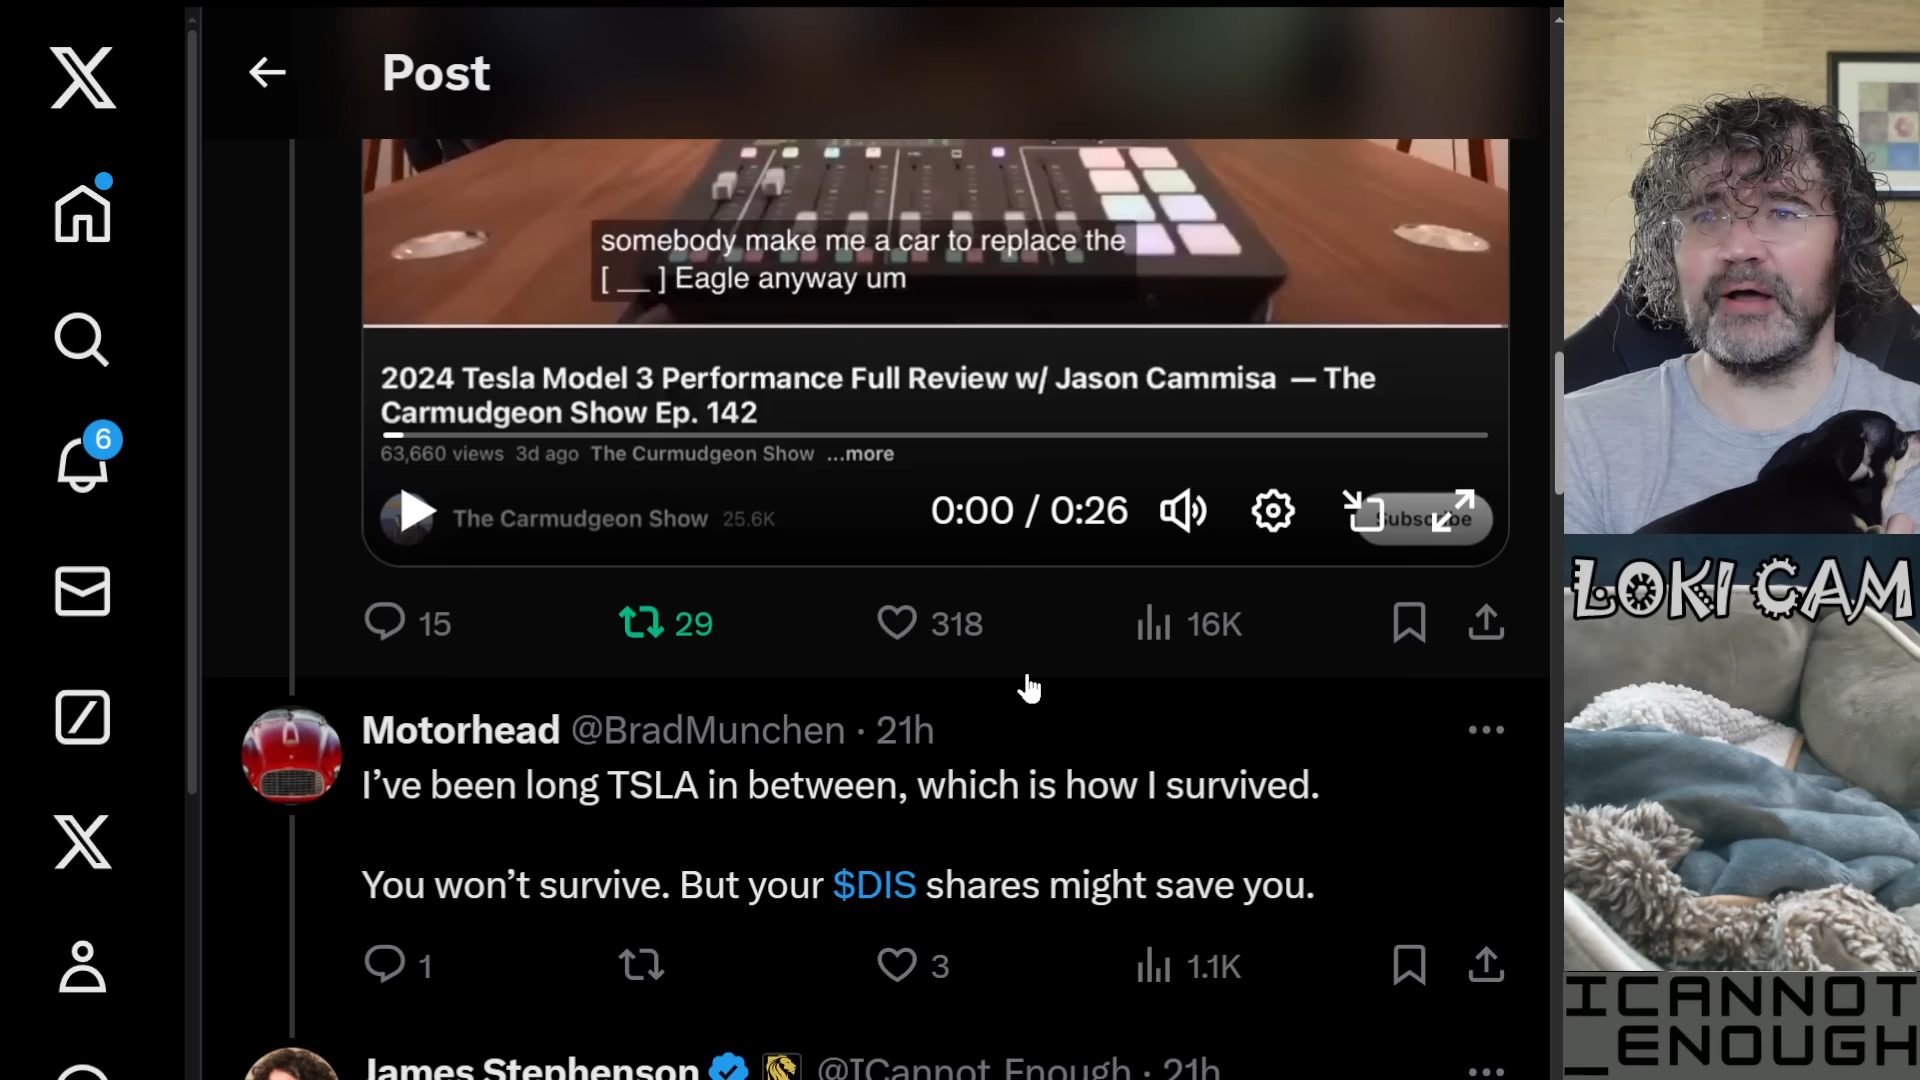 Post
somebody make me a car to replace the
[ __ ] Eagle anyway um
2024 Tesla Model 3 Performance Full Review w/ Jason Cammisa — The
Carmudgeon Show Ep. 142
63,660 views 3d ago The Curmudgeon Show ...more
The Carmudgeon Show 25.6K
0:00 / 0:26
Subscribe
15 29 318 16K
6
Motorhead @BradMunchen · 21h
I’ve been long TSLA in between, which is how I survived.
You won’t survive. But your $DIS shares might save you.
1 3 1.1K
James Stephenson @ICannot_Enough · 21h
LOKI CAM
ICANNOT
_ENOUGH